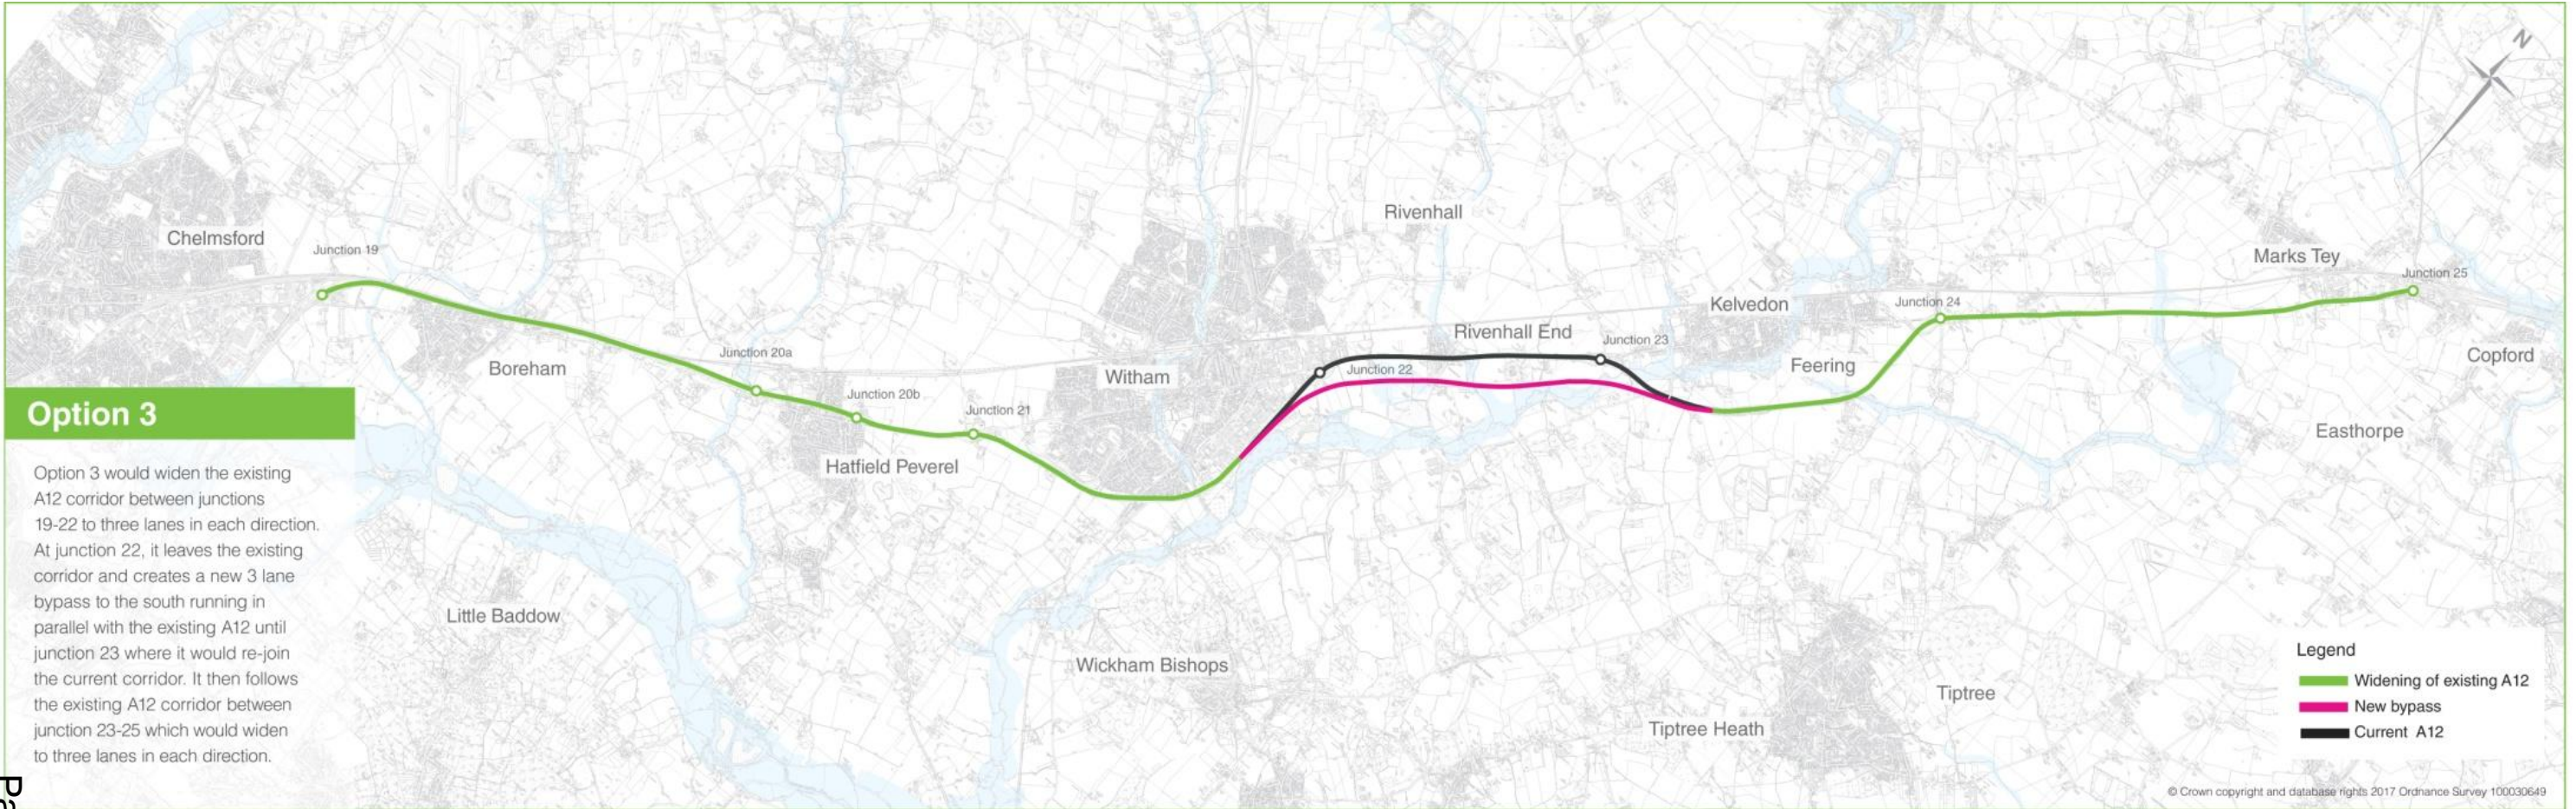 N
Rivenhall
Chelmsford
Junction 19
Marks Tey
Junction 25
Kelvedon
Junction 24
Rivenhall End
Junction 23
Junction 20a
Copford
Boreham
Witham
Junction 22
Feering
Junction 20b
Junction 21
Option 3
Easthorpe
Hatfield Peverel
Option 3 would widen the existing
A12 corridor between junctions
19-22 to three lanes in each direction.
At junction 22, it leaves the existing
corridor and creates a new 3 lane
bypass to the south running in
parallel with the existing A12 until
junction 23 where it would re-join
the current corridor. It then follows
the existing A12 corridor between
junction 23-25 which would widen
to three lanes in each direction.
Little Baddow
Wickham Bishops
Tiptree
Tiptree Heath
Legend
Widening of existing A12
New bypass
Current A12
© Crown copyright and database rights 2017 Ordnance Survey 100030649